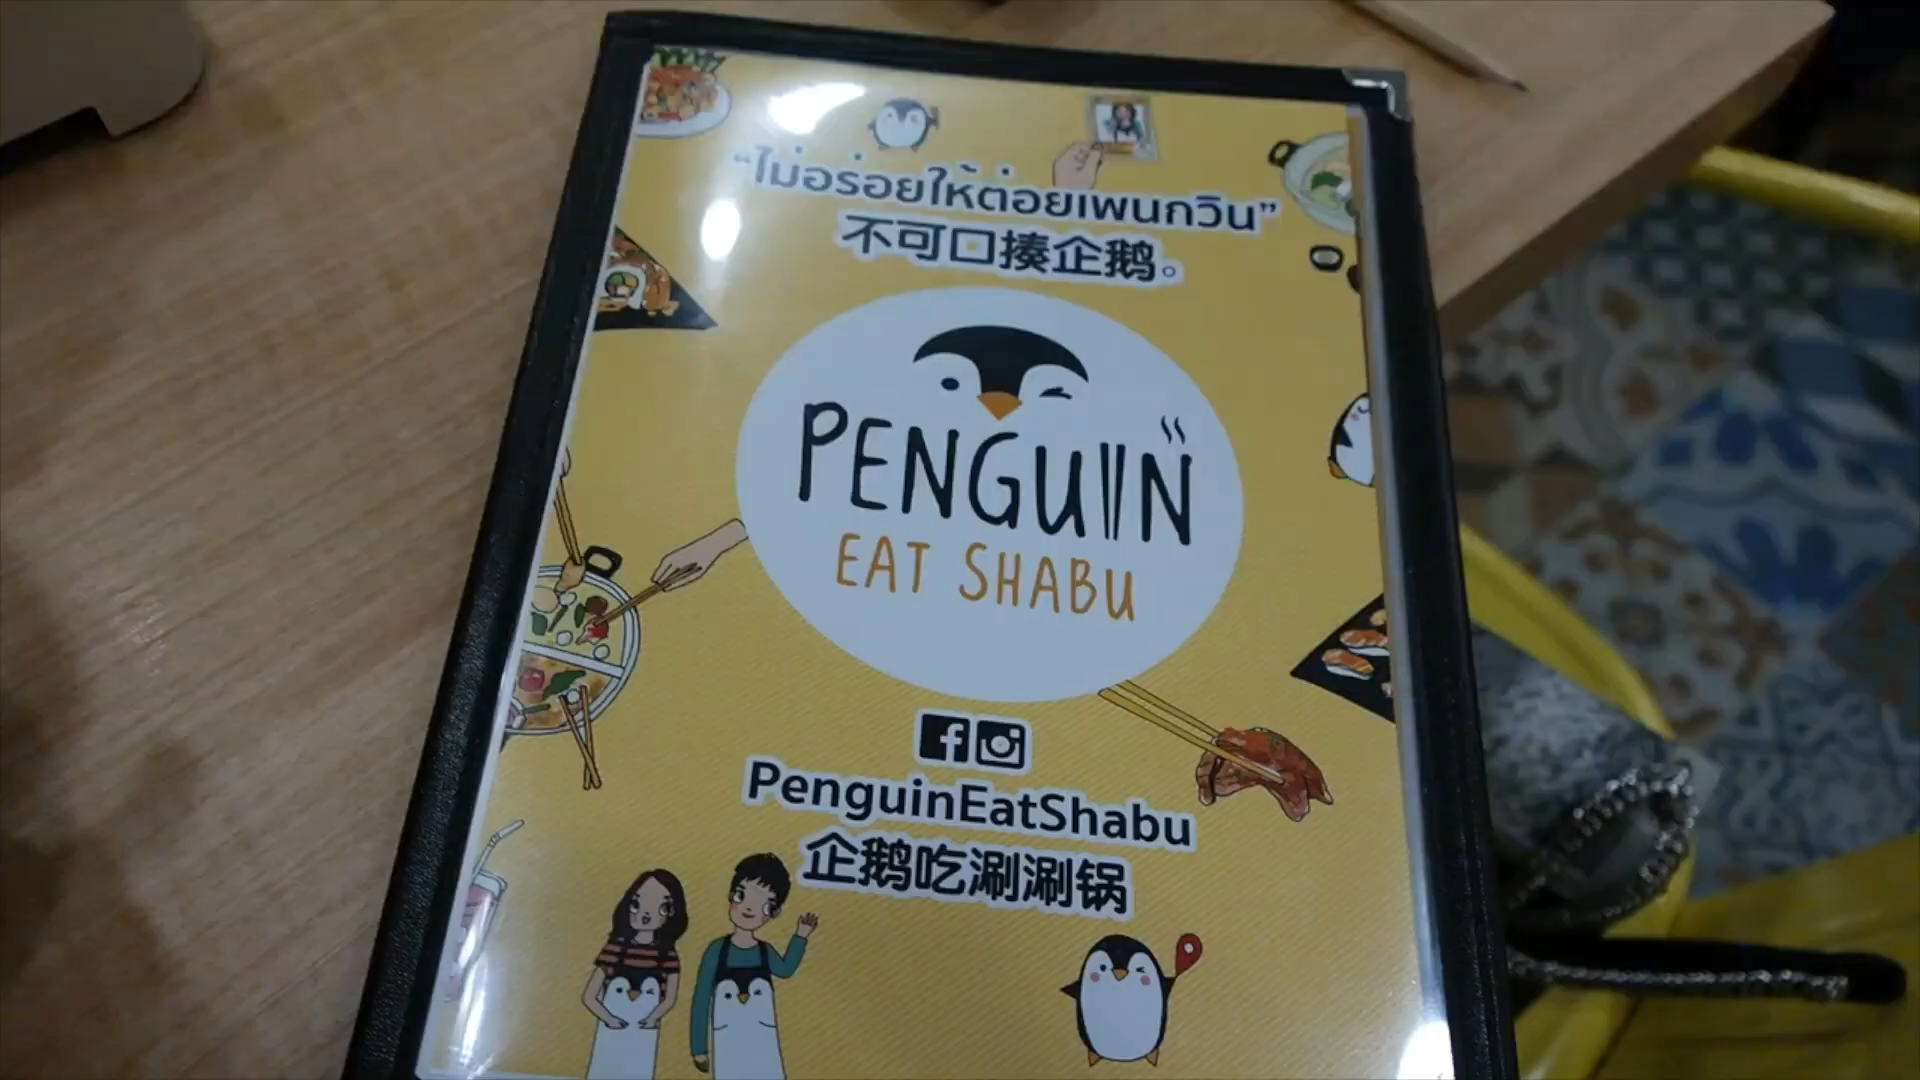 “ไม่อร่อยให้ต่อยเพนกวิน”
不可口揍企鹅。
PENGUIN
EAT SHABU
PenguinEatShabu
企鹅吃涮涮锅